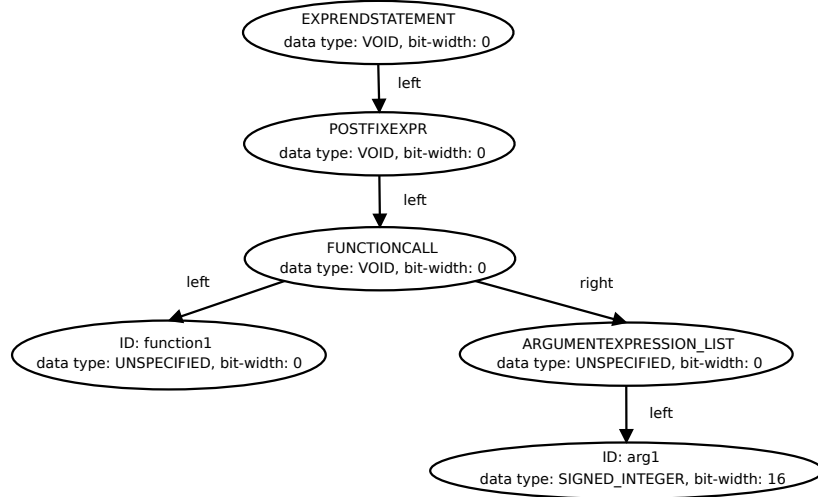 EXPRENDSTATEMENT
data type: VOID, bit-width: 0
left
POSTFIXEXPR
data type: VOID, bit-width: 0
left
FUNCTIONCALL
data type: VOID, bit-width: 0
left
right
ID: function1
data type: UNSPECIFIED, bit-width: 0
ARGUMENTEXPRESSION_LIST
data type: UNSPECIFIED, bit-width: 0
left
ID: arg1
data type: SIGNED_INTEGER, bit-width: 16